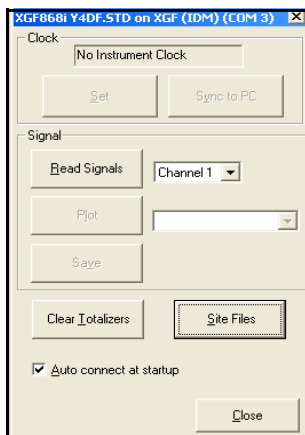 XGF868i Y4DF.STD on XGF (IDM) (COM 3)
Clock
No Instrument Clock
Set Sync to PC
Signal
Read Signals Channel 1
Plot
Save
Clear Totalizers Site Files
Auto connect at startup
Close